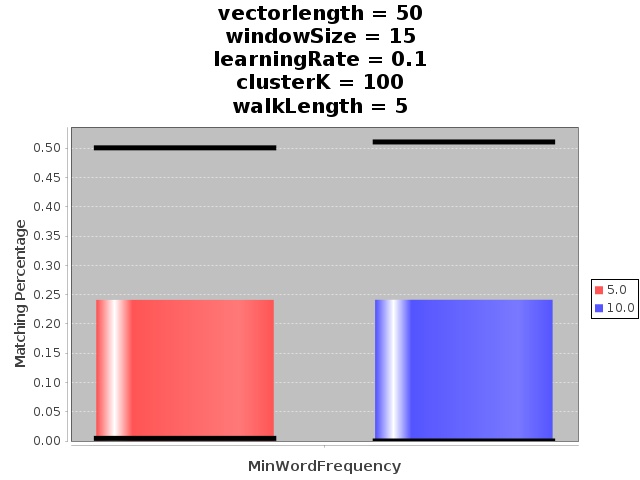 vectorlength = 50
windowSize = 15
learningRate = 0.1
clusterK = 100
walkLength = 5
Matching Percentage
0.50
0.45
0.40
0.35
0.30
0.25
0.20
0.15
0.10
0.05
0.00
MinWordFrequency
5.0
10.0